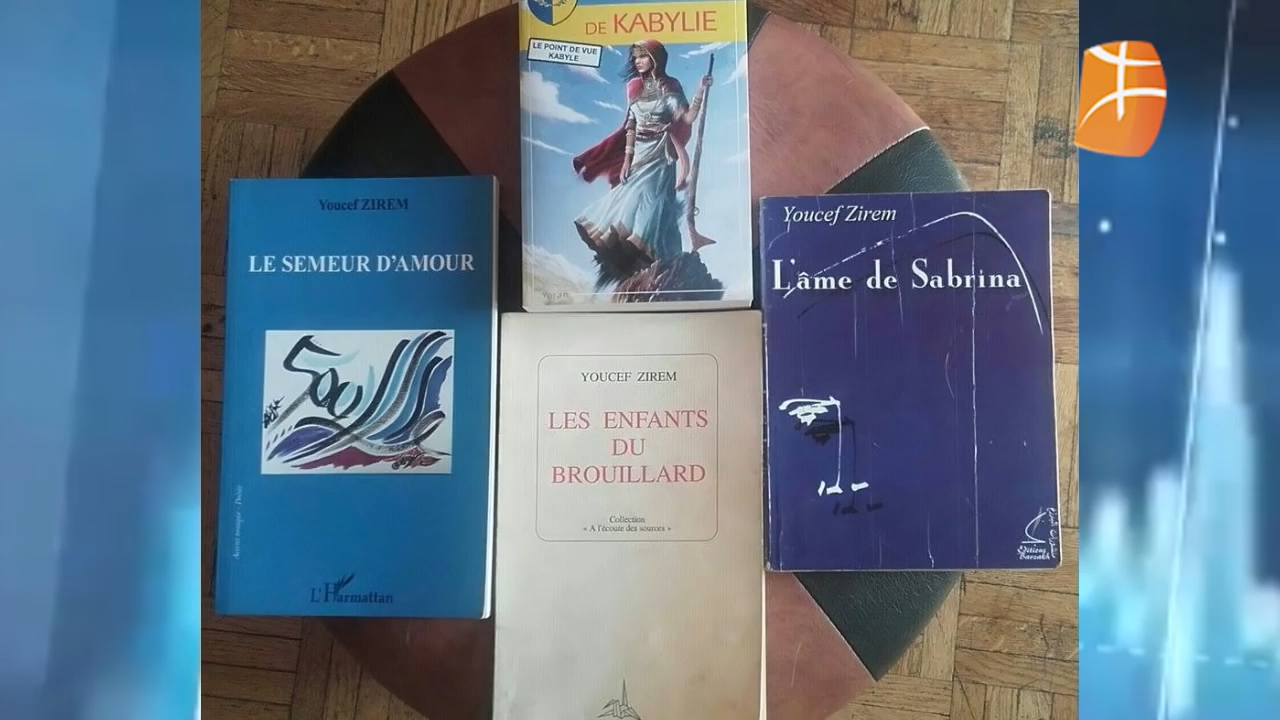 DE KABYLIE
LE POINT DE VUE
KABYLE
Yoran
Youcef ZIREM
LE SEMEUR D'AMOUR
L'Harmattan
YOUCEF ZIREM
LES ENFANTS
DU
BROUILLARD
Collection
« A l'écoute des sources »
Youcef Zirem
L'âme de Sabrina
Editions
Barzakh